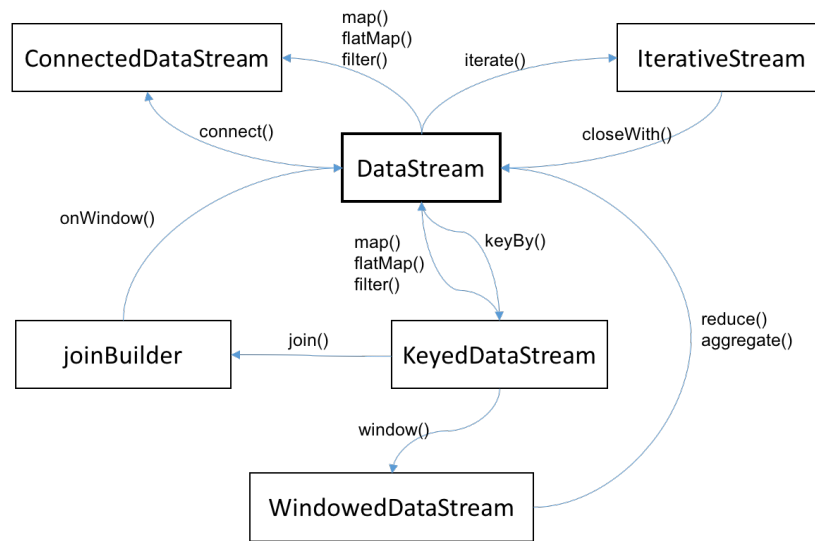 map()
flatMap()
filter()
ConnectedDataStream
iterate()
IterativeStream
connect()
closeWith()
DataStream
onWindow()
map()
flatMap()
filter()
keyBy()
reduce()
aggregate()
joinBuilder
join()
KeyedDataStream
window()
WindowedDataStream